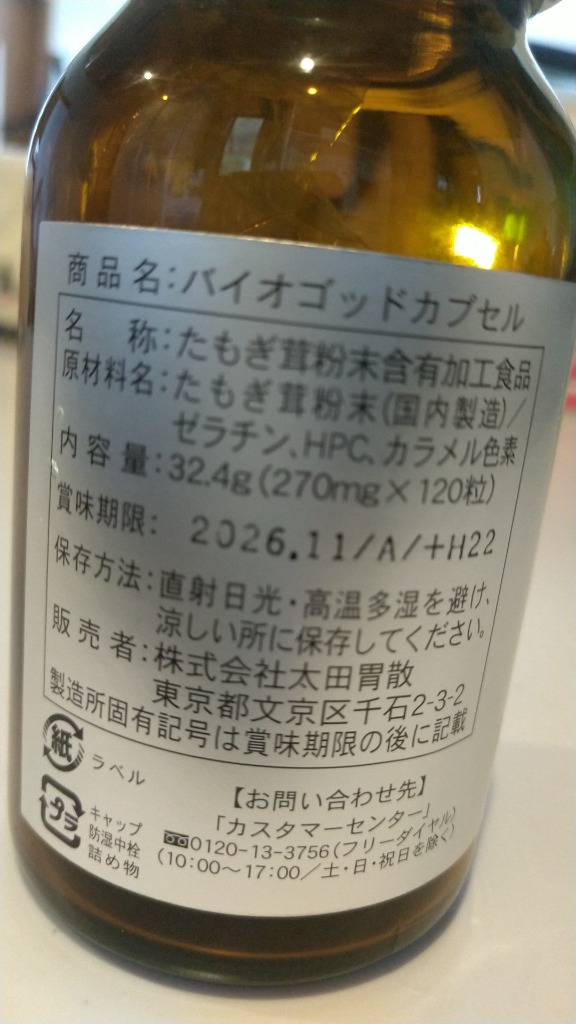 商品名:バイオゴッドカプセル
名　称:たもぎ茸粉末含有加工食品
原材料名:たもぎ茸粉末(国内製造)/
ゼラチン、HPC、カラメル色素
内容量:32.4g(270mg×120粒)
賞味期限: 2026.11/A/+H22
保存方法:直射日光・高温多湿を避け、
涼しい所に保存してください。
販売者:株式会社太田胃散
東京都文京区千石2-3-2
製造所固有記号は賞味期限の後に記載
紙 ラベル
プラ キャップ
防湿中栓
詰め物
【お問い合わせ先】
「カスタマーセンター」
0120-13-3756(フリーダイヤル)
(10:00～17:00/土・日・祝日を除く)